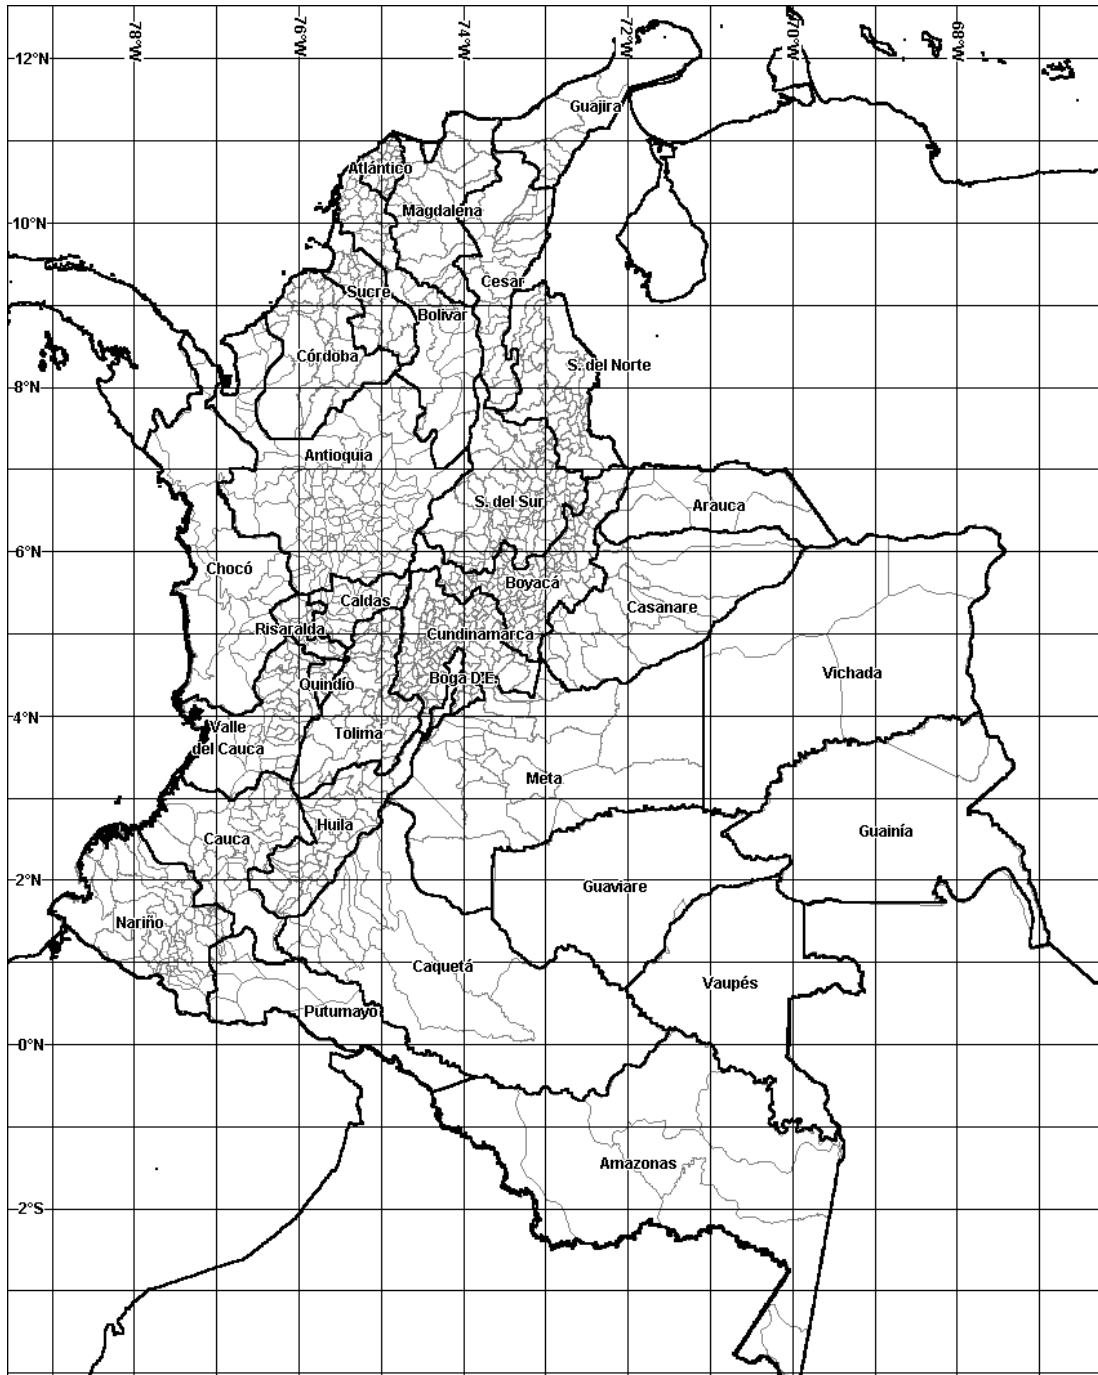 78°W
76°W
74°W
72°W
70°W
68°W
12°N
Guajira
Atlántico
Magdalena
10°N
Cesar
Sucre
Bolivar
Córdoba
S. del Norte
8°N
Antioquia
S. del Sur
Arauca
6°N
Chocó
Boyacá
Caldas
Casanare
Risaralda
Cundinamarca
Vichada
Quindío
Boga D.E.
4°N
Valle
del Cauca
Tolima
Meta
Huila
Guainía
Cauca
2°N
Guaviare
Nariño
Caquetá
Vaupés
Putumayo
0°N
Amazonas
2°S